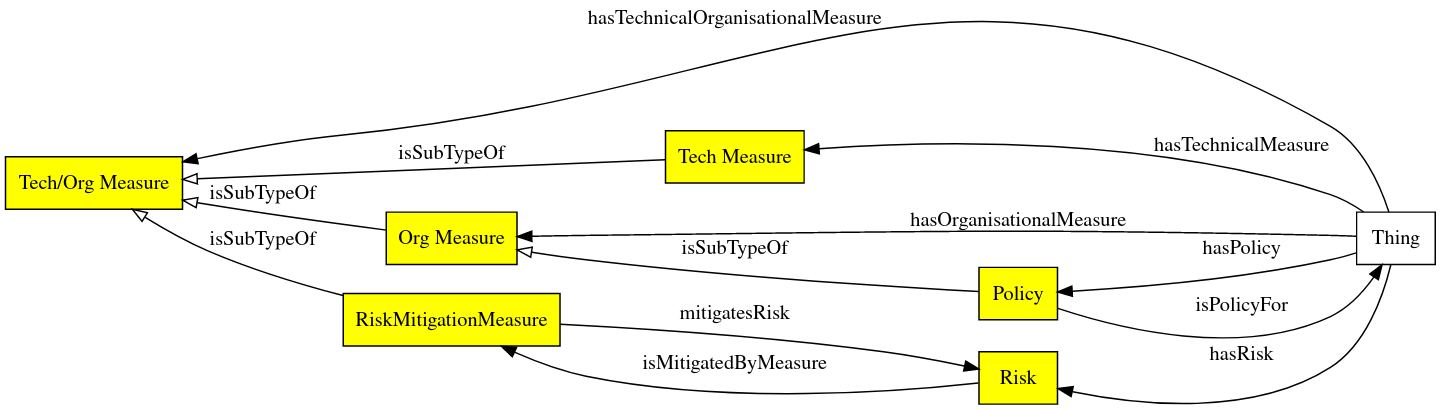 hasTechnicalOrganisationalMeasure
hasTechnicalMeasure
isSubTypeOf
Tech Measure
Tech/Org Measure
isSubTypeOf
hasOrganisationalMeasure
Org Measure
isSubTypeOf
isSubTypeOf
hasPolicy
Thing
Policy
isPolicyFor
RiskMitigationMeasure
mitigatesRisk
isMitigatedByMeasure
hasRisk
Risk